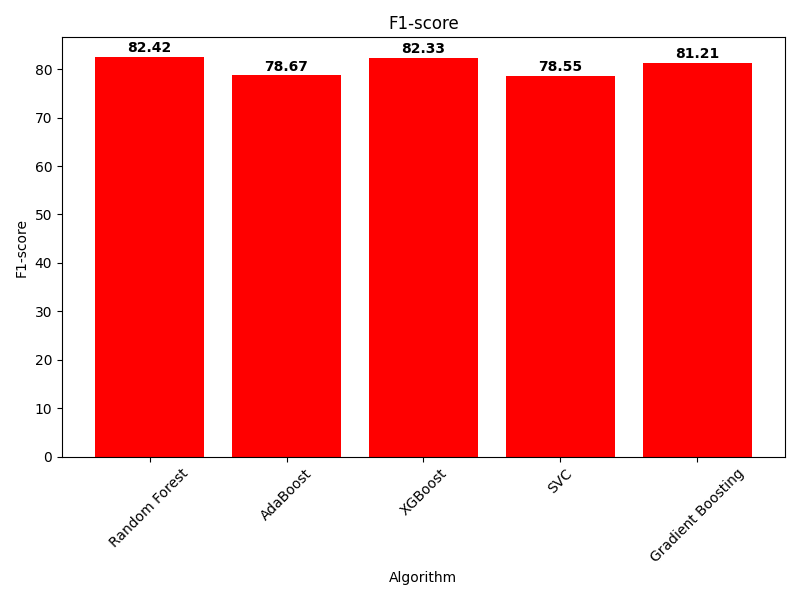 F1-score
82.42
78.67
82.33
78.55
81.21
80
70
60
50
40
30
20
10
0
F1-score
Random Forest
AdaBoost
XGBoost
SVC
Gradient Boosting
Algorithm